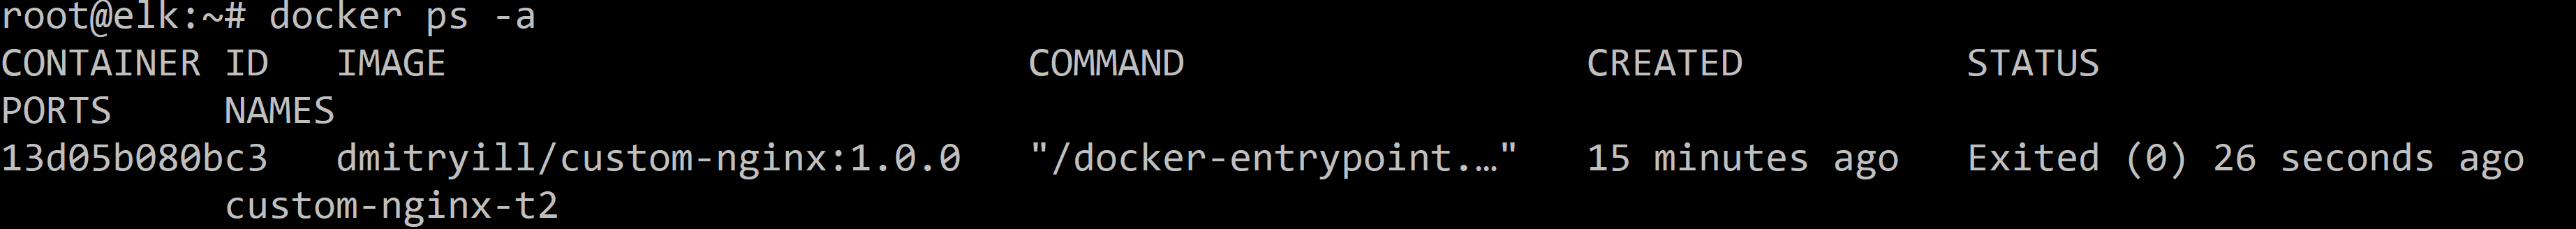 root@elk:~# docker ps -a
CONTAINER ID   IMAGE                          COMMAND                  CREATED          STATUS
PORTS     NAMES
13d05b080bc3   dmitryill/custom-nginx:1.0.0   "/docker-entrypoint.…"   15 minutes ago   Exited (0) 26 seconds ago
          custom-nginx-t2